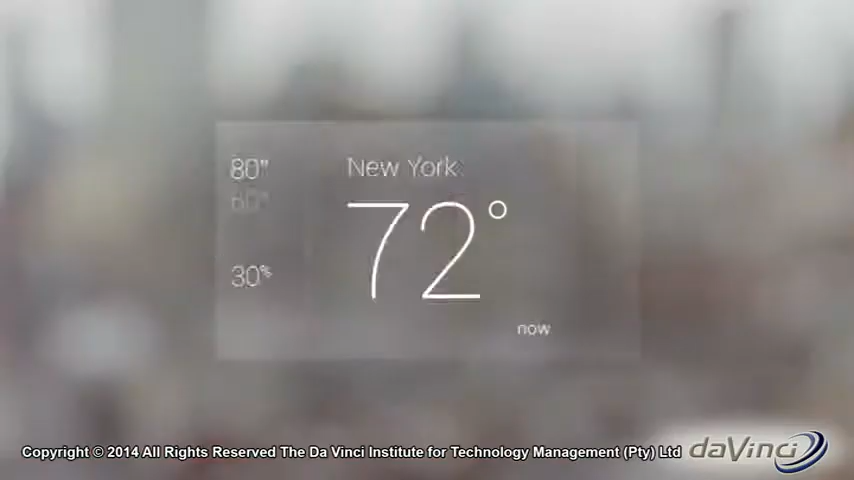 80°
New York
60°
72°
30%
now
Copyright © 2014 All Rights Reserved The Da Vinci Institute for Technology Management (Pty) Ltd
daVinci